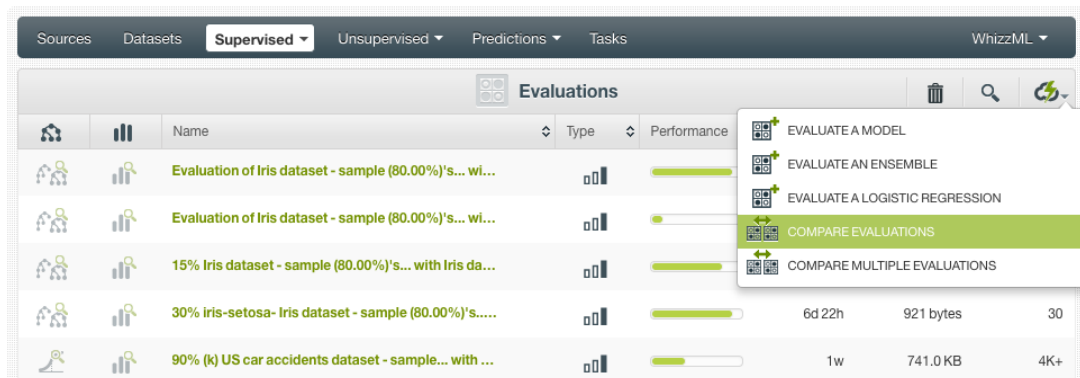 Sources Datasets Supervised Unsupervised Predictions Tasks WhizzML
Evaluations
Name Type Performance
EVALUATE A MODEL
EVALUATE AN ENSEMBLE
EVALUATE A LOGISTIC REGRESSION
COMPARE EVALUATIONS
COMPARE MULTIPLE EVALUATIONS
Evaluation of Iris dataset - sample (80.00%)'s... wi...
Evaluation of Iris dataset - sample (80.00%)'s... wi...
15% Iris dataset - sample (80.00%)'s... with Iris da...
30% iris-setosa- Iris dataset - sample (80.00%)'s..... 6d 22h 921 bytes 30
90% (k) US car accidents dataset - sample... with ... 1w 741.0 KB 4K+